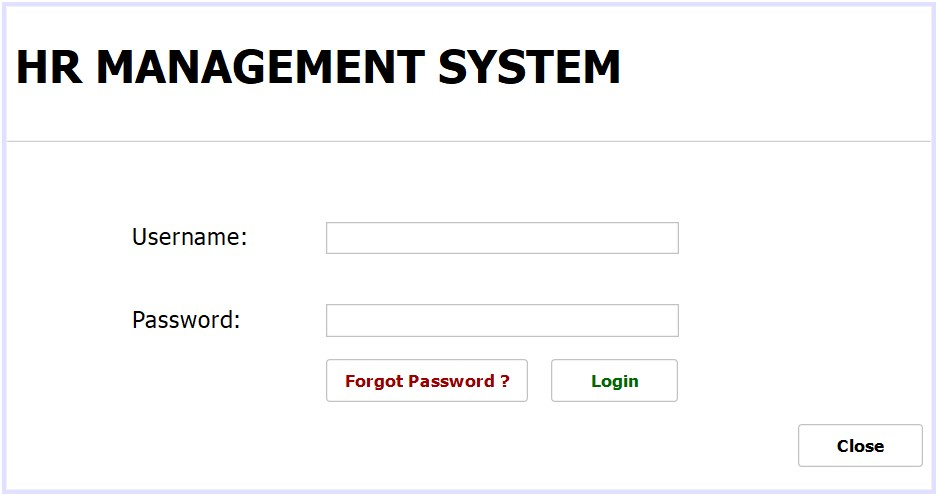 HR MANAGEMENT SYSTEM
Username:
Password:
Forgot Password ?
Login
Close